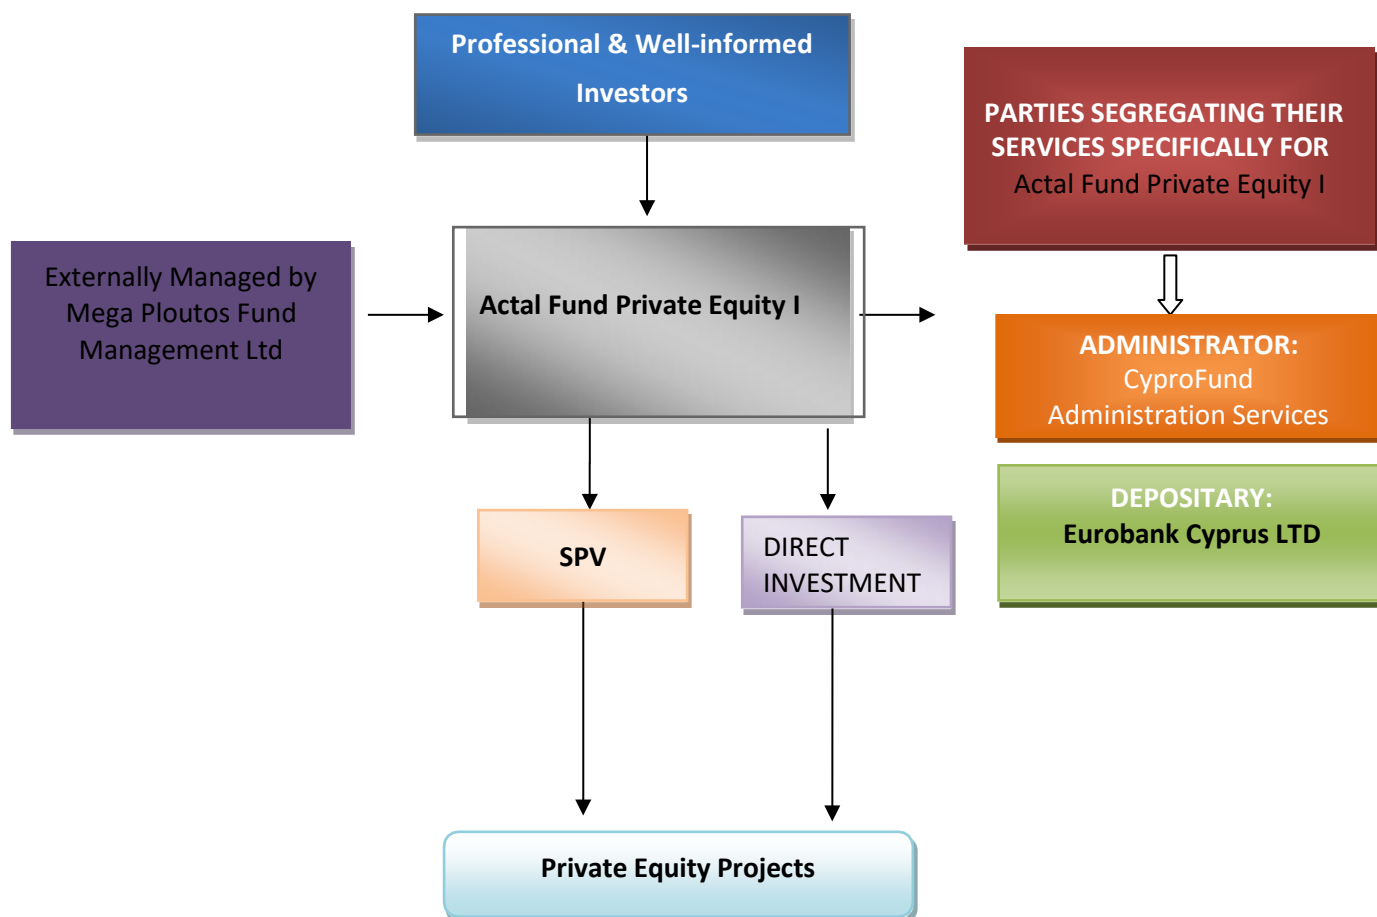 Professional & Well-informed
Investors
PARTIES SEGREGATING THEIR
SERVICES SPECIFICALLY FOR
Actal Fund Private Equity I
Externally Managed by
Mega Ploutos Fund
Management Ltd
Actal Fund Private Equity I
ADMINISTRATOR:
CyproFund
Administration Services
DEPOSITARY:
Eurobank Cyprus LTD
SPV
DIRECT
INVESTMENT
Private Equity Projects